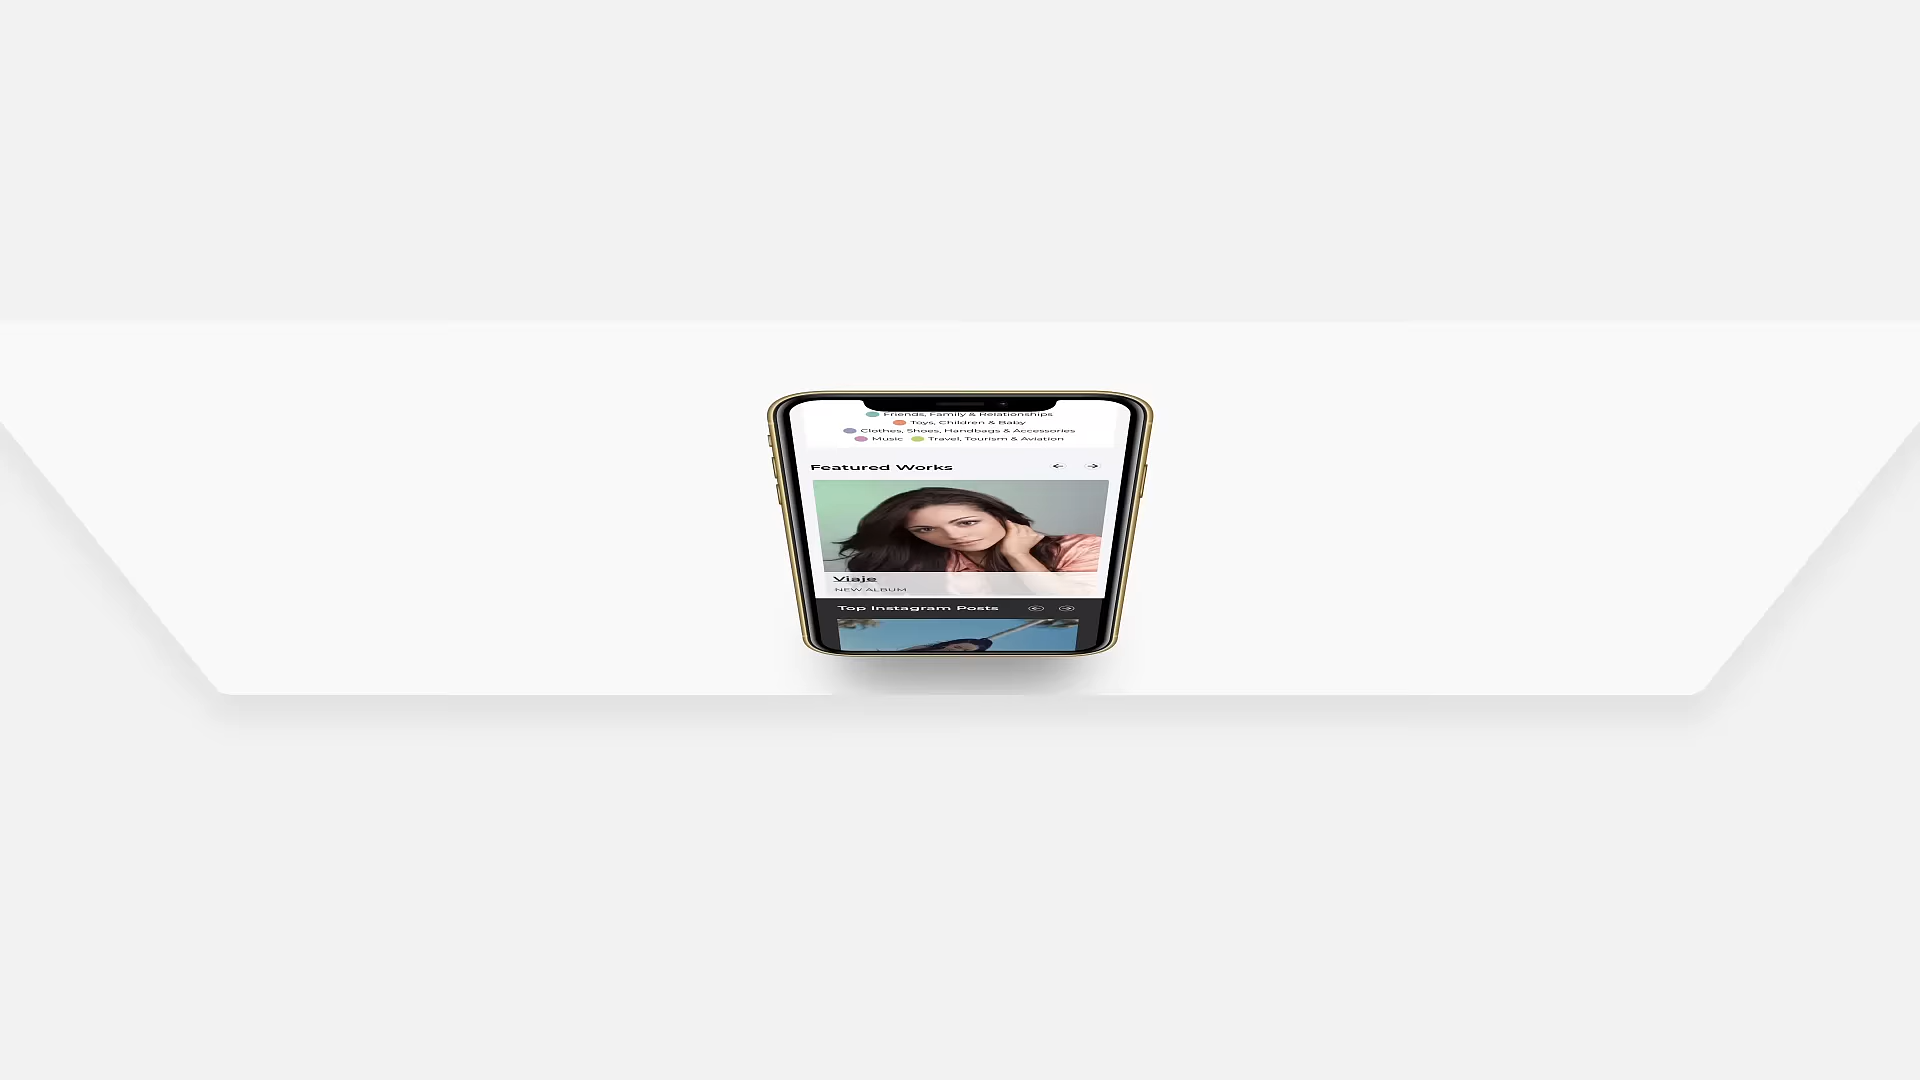 Friends, Family & Relationships
Toys, Children & Baby
Clothes, Shoes, Handbags & Accessories
Music Travel, Tourism & Aviation
Featured Works
Viaje
NEW ALBUM
Top Instagram Posts